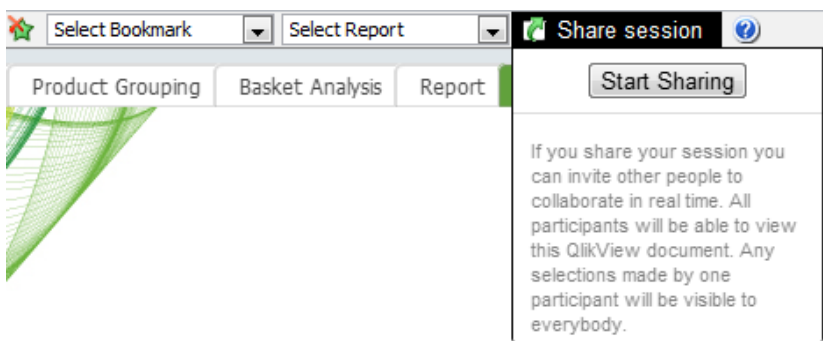 Select Bookmark Select Report Share session
Product Grouping Basket Analysis Report
Start Sharing
If you share your session you
can invite other people to
collaborate in real time. All
participants will be able to view
this QlikView document. Any
selections made by one
participant will be visible to
everybody.